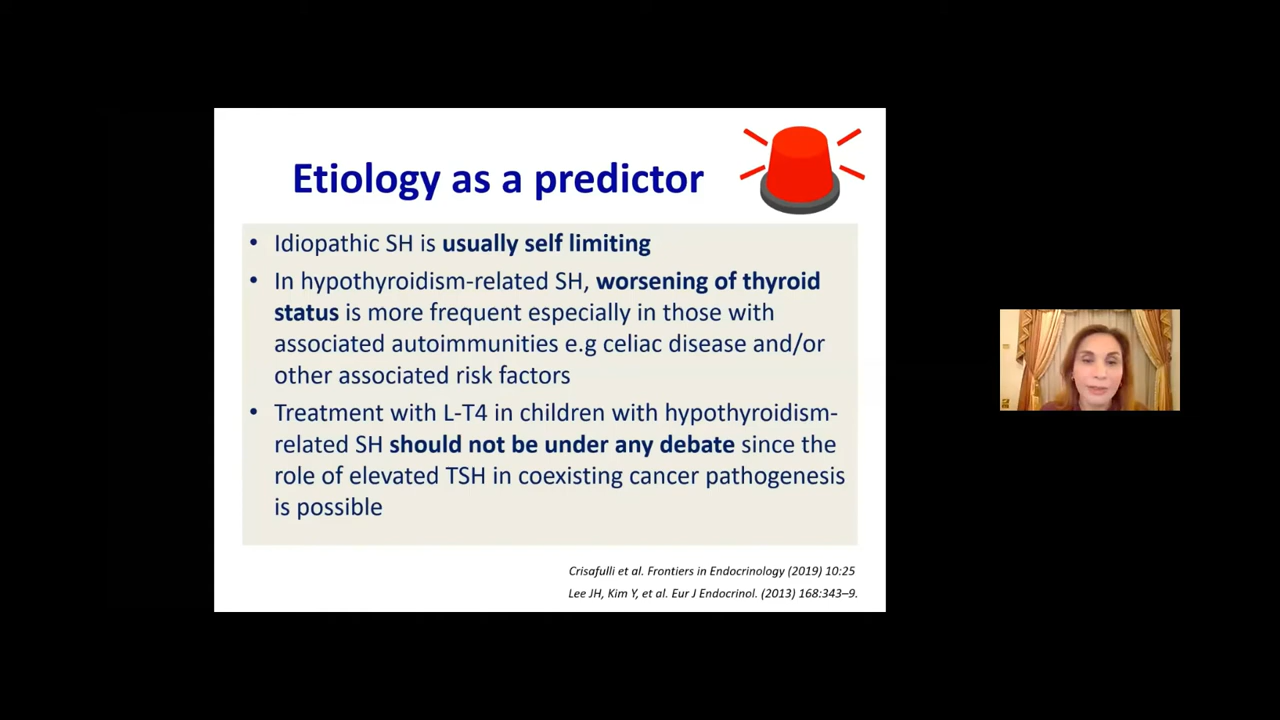 Etiology as a predictor
• Idiopathic SH is usually self limiting
• In hypothyroidism-related SH, worsening of thyroid
status is more frequent especially in those with
associated autoimmunities e.g celiac disease and/or
other associated risk factors
• Treatment with L-T4 in children with hypothyroidism-
related SH should not be under any debate since the
role of elevated TSH in coexisting cancer pathogenesis
is possible
Crisafulli et al. Frontiers in Endocrinology (2019) 10:25
Lee JH, Kim Y, et al. Eur J Endocrinol. (2013) 168:343–9.